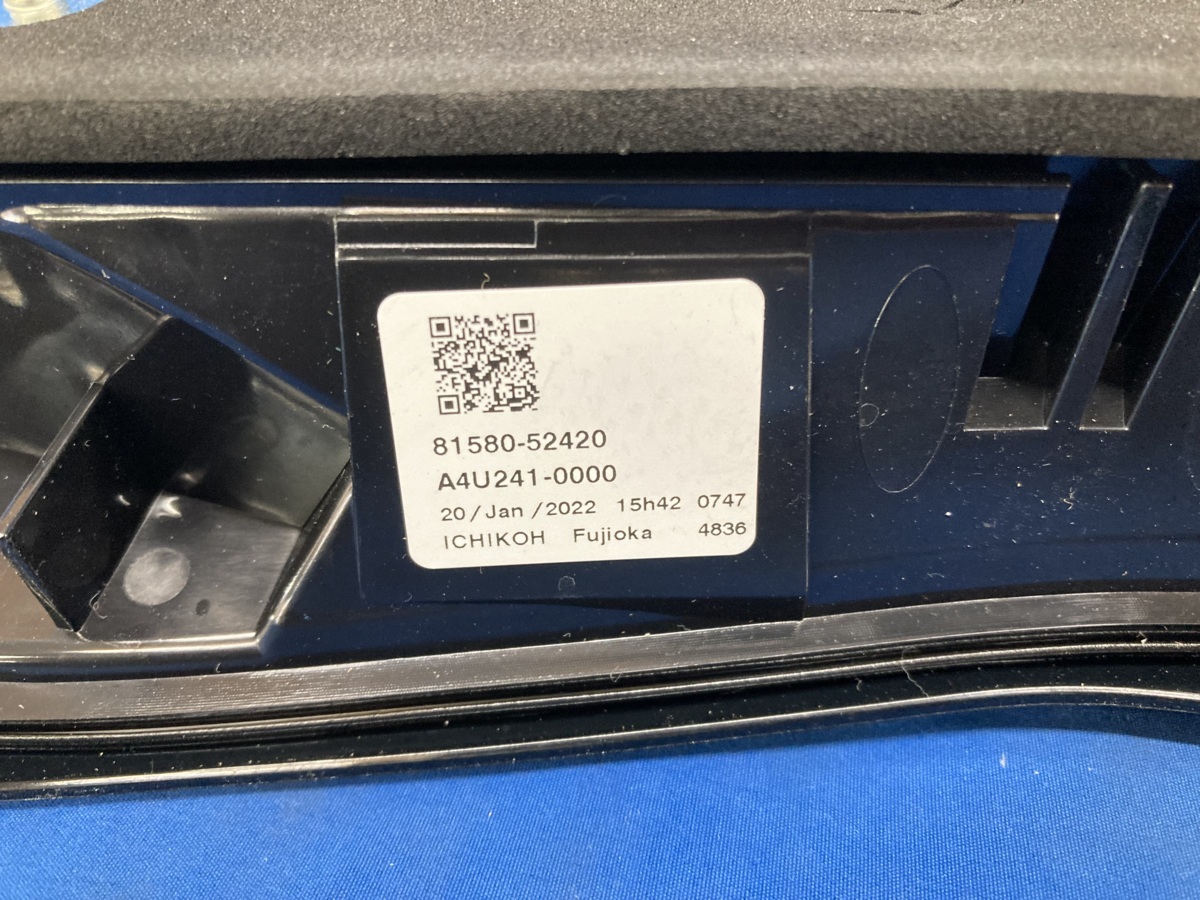 81580-52420
A4U241-0000
20/Jan/2022 15h42 0747
ICHIKOH Fujioka 4836